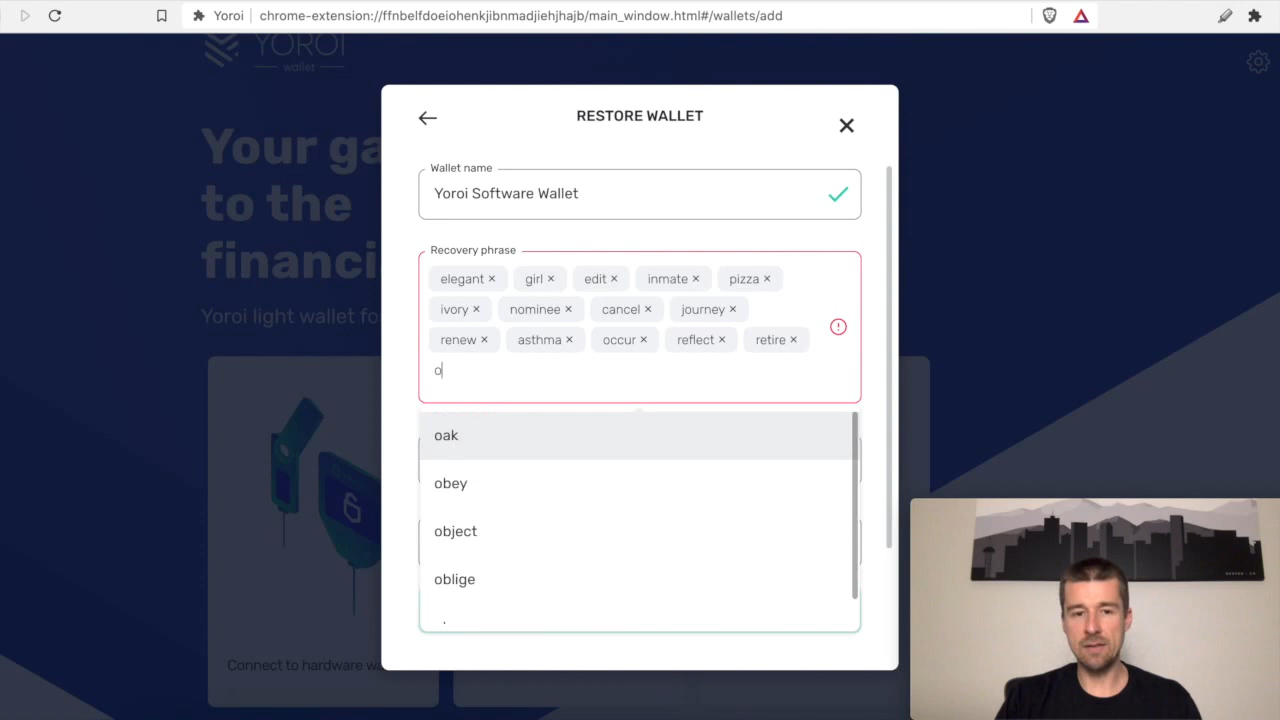 Yoroi
chrome-extension://ffnbelfdoeiohenkjibnmadjiehjhajb/main_window.html#/wallets/add
YOROI
wallet
Your ga
to the
financi
Yoroi light wallet fo
Connect to hardware w
RESTORE WALLET
Wallet name
Yoroi Software Wallet
Recovery phrase
elegant × girl × edit × inmate × pizza ×
ivory × nominee × cancel × journey ×
renew × asthma × occur × reflect × retire ×
o
oak
obey
object
oblige
6